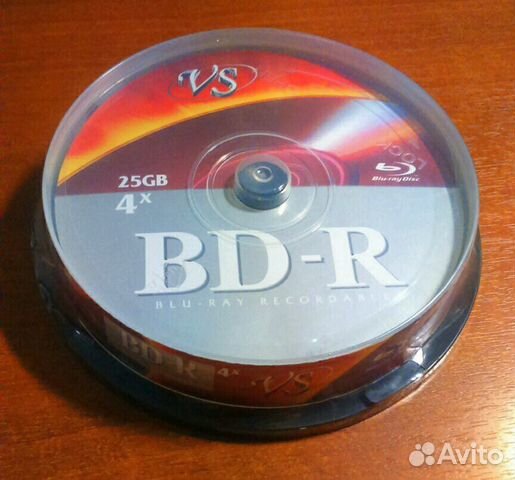 VS
25GB
4x
Blu-ray Disc
BD-R
BLU-RAY RECORDABLE
BD-R 4x VS
Avito